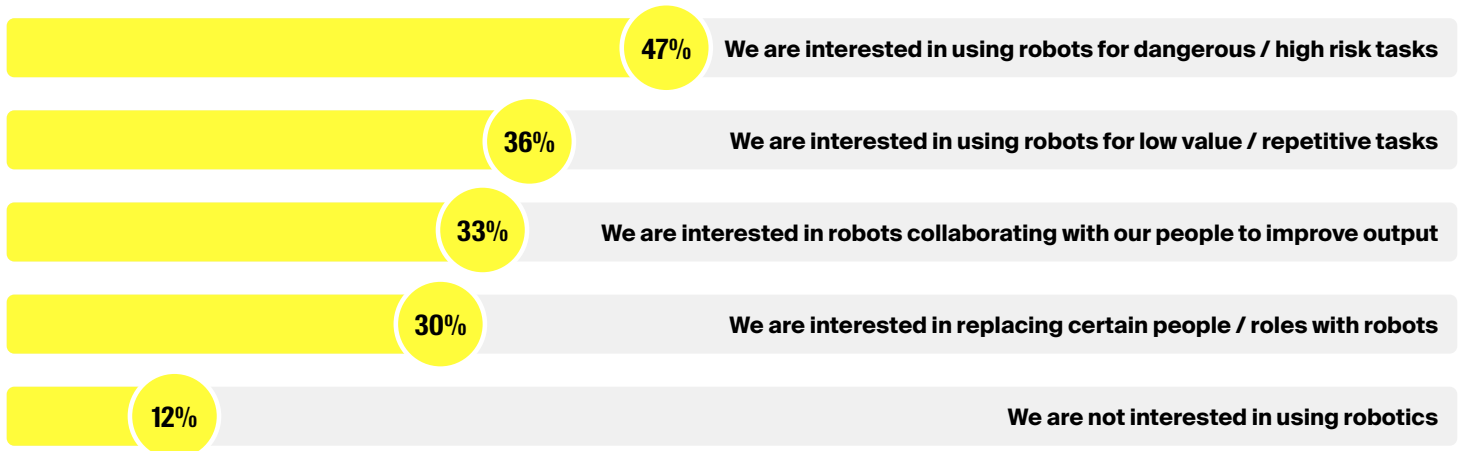 47% We are interested in using robots for dangerous / high risk tasks
36% We are interested in using robots for low value / repetitive tasks
33% We are interested in robots collaborating with our people to improve output
30% We are interested in replacing certain people / roles with robots
12% We are not interested in using robotics